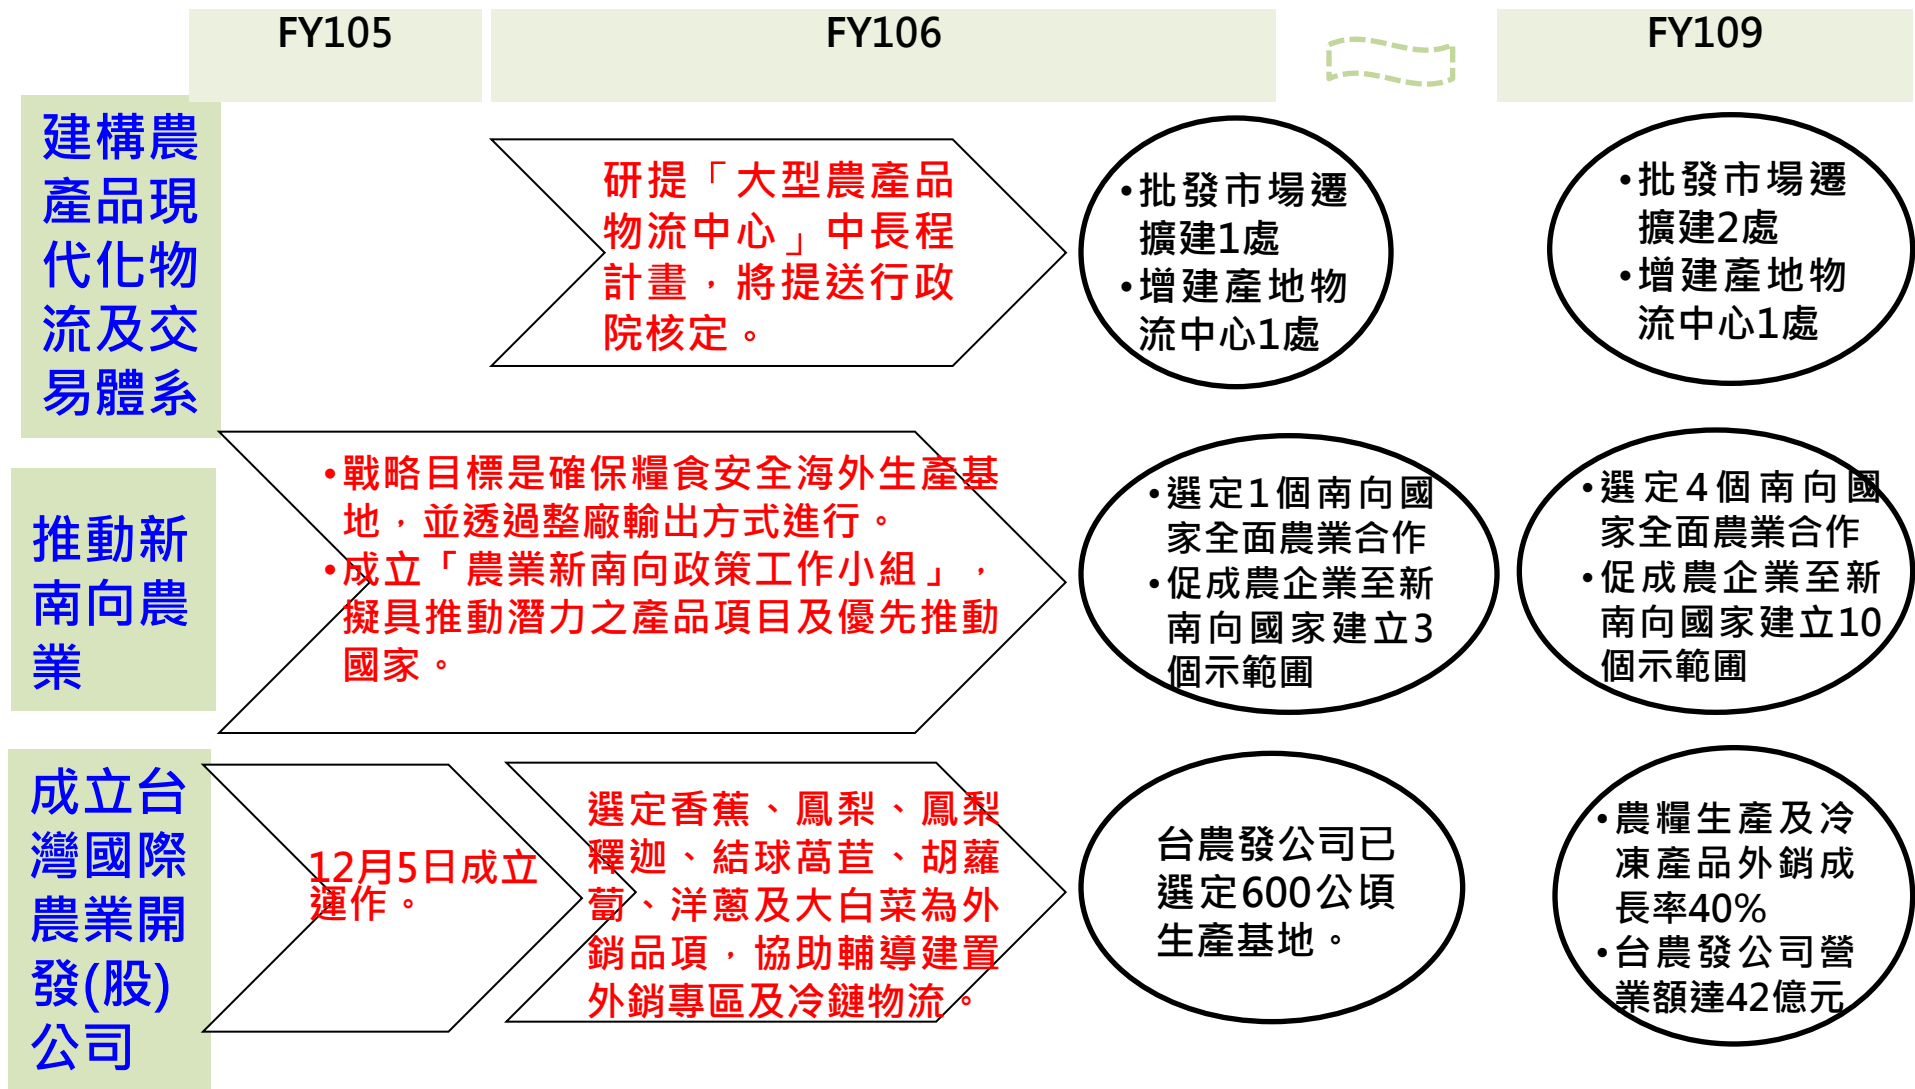 FY105
FY106
FY109
建構農
產品現
代化物
流及交
易體系
研提「大型農產品
物流中心」中長程
計畫，將提送行政
院核定。
•批發市場遷
擴建1處
•增建產地物
流中心1處
•批發市場遷
擴建2處
•增建產地物
流中心1處
推動新
南向農
業
•戰略目標是確保糧食安全海外生產基
地，並透過整廠輸出方式進行。
•成立「農業新南向政策工作小組」，
擬具推動潛力之產品項目及優先推動
國家。
•選定1個南向國
家全面農業合作
•促成農企業至新
南向國家建立3
個示範圃
•選定4個南向國
家全面農業合作
•促成農企業至新
南向國家建立10
個示範圃
成立台
灣國際
農業開
發(股)
公司
12月5日成立
運作。
選定香蕉、鳳梨、鳳梨
釋迦、結球萵苣、胡蘿
蔔、洋蔥及大白菜為外
銷品項，協助輔導建置
外銷專區及冷鏈物流。
台農發公司已
選定600公頃
生產基地。
•農糧生產及冷
凍產品外銷成
長率40%
•台農發公司營
業額達42億元